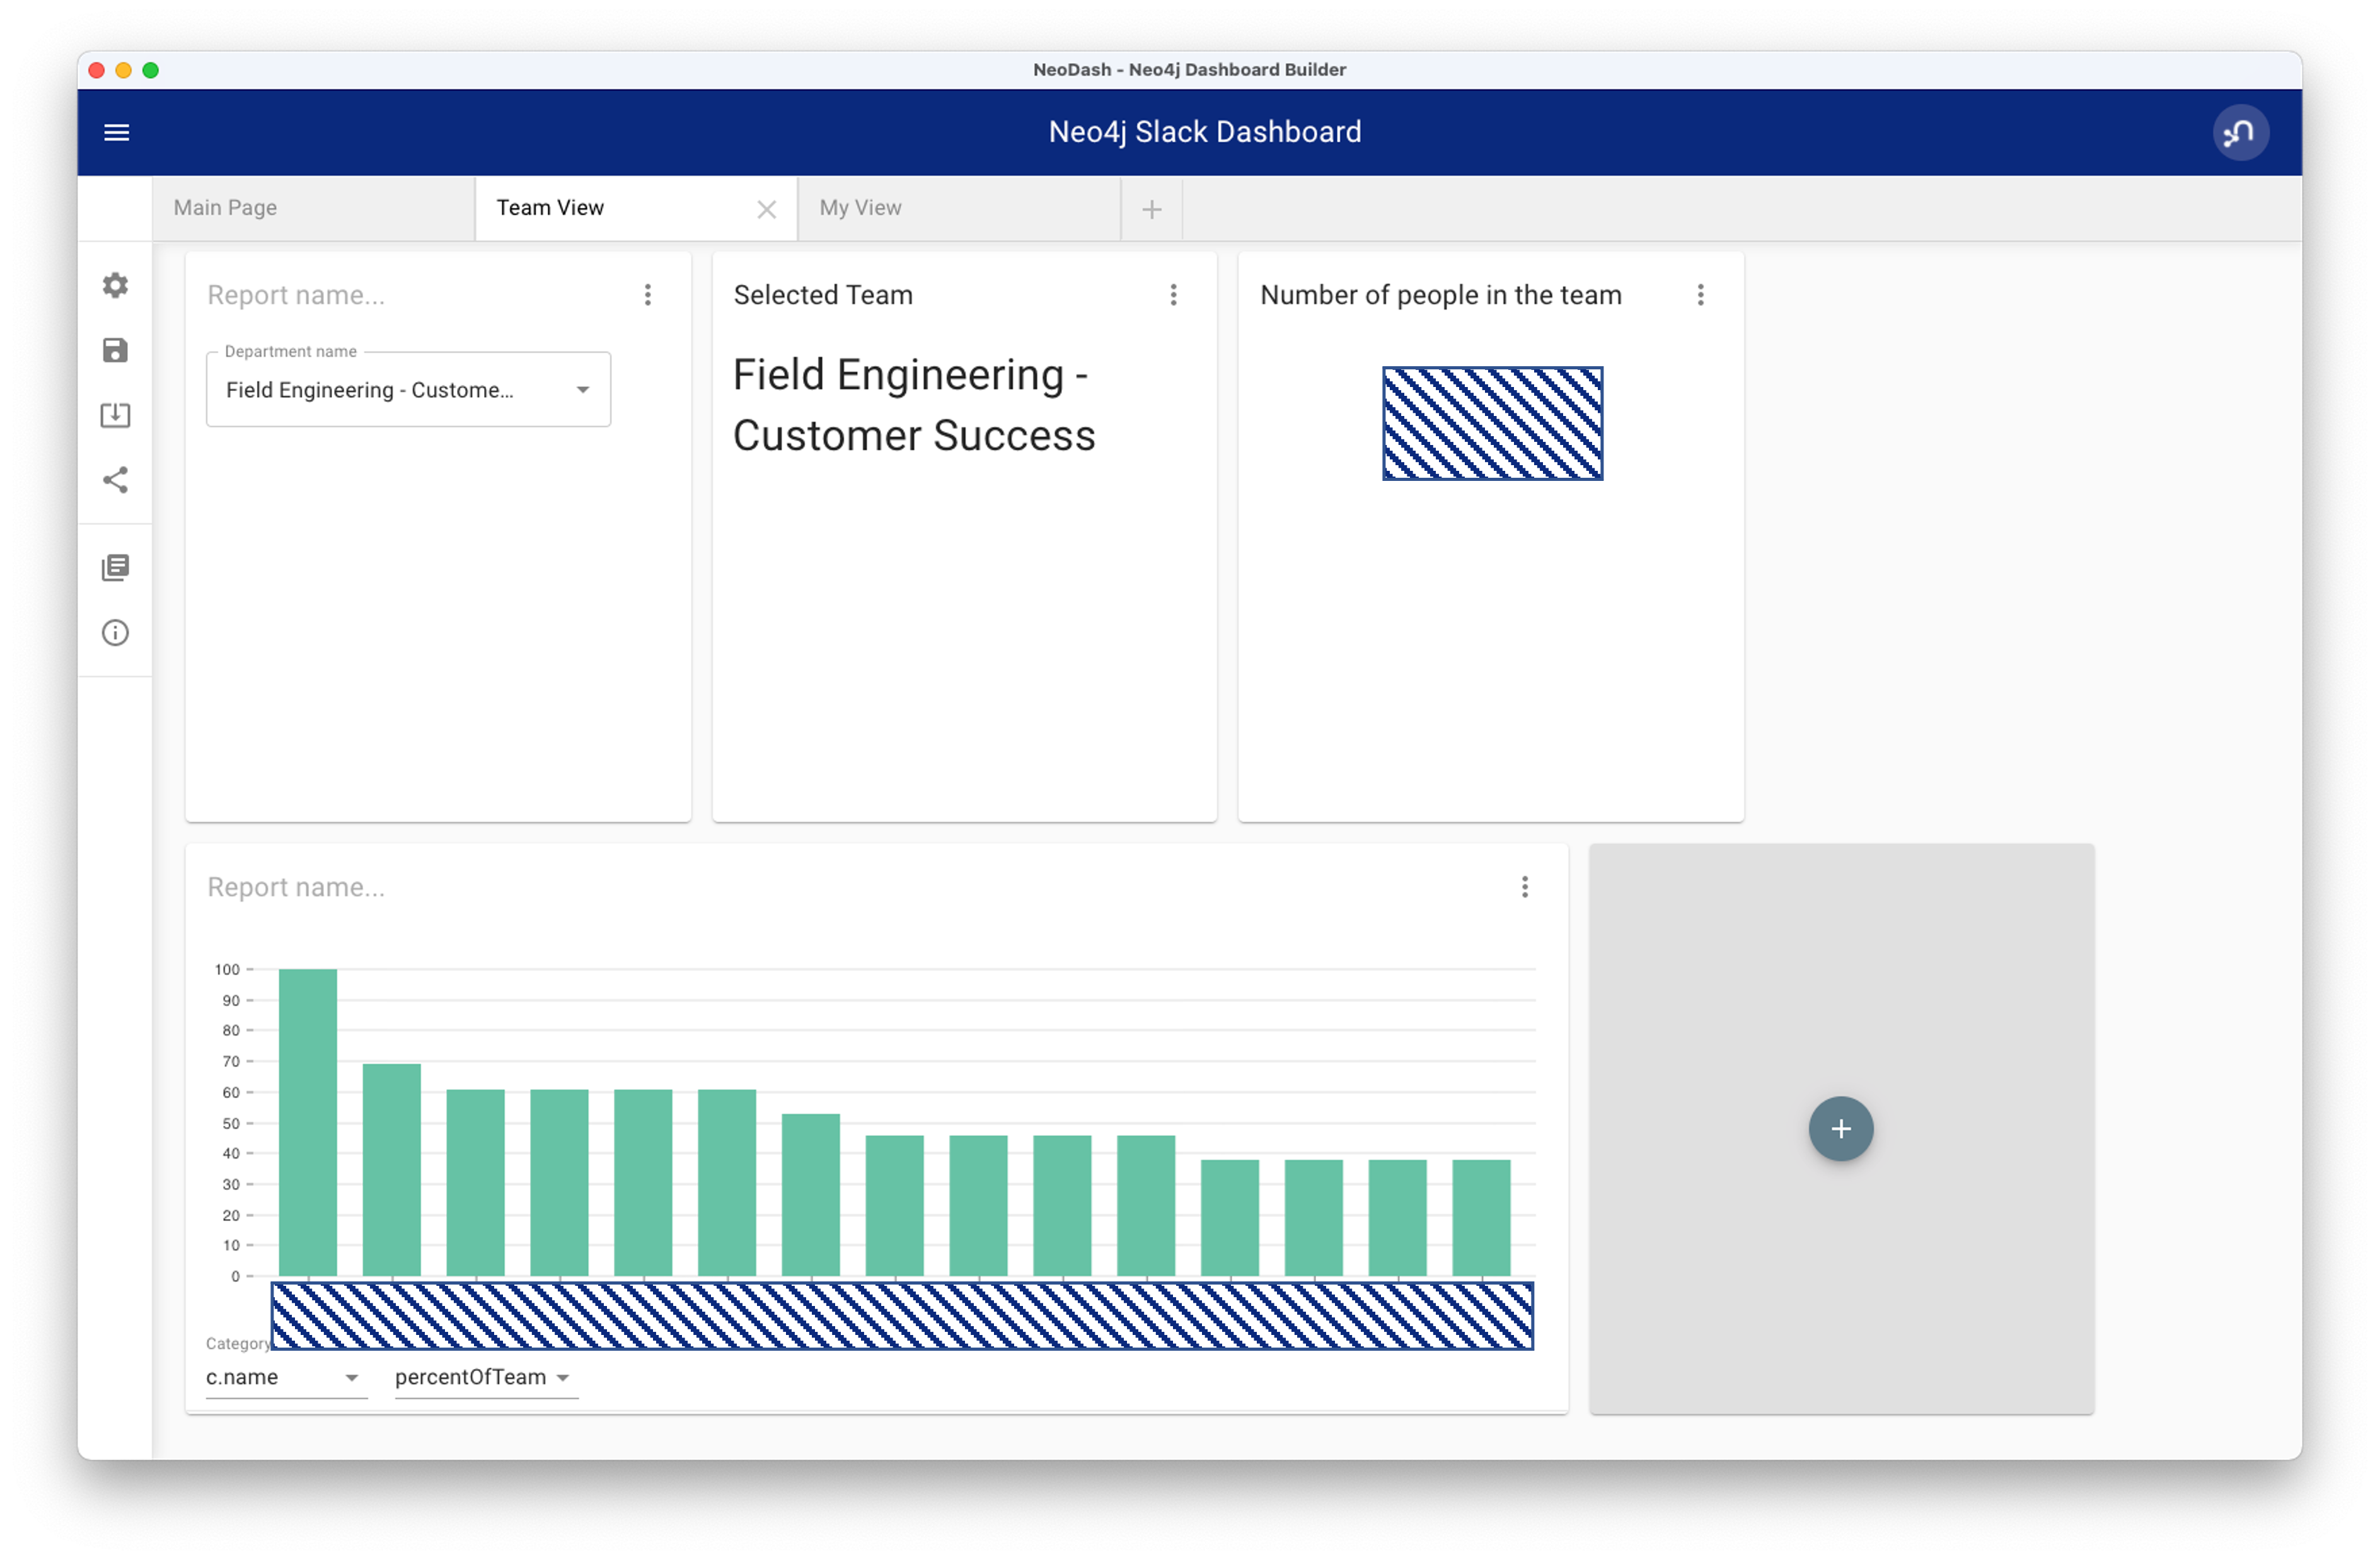 NeoDash - Neo4j Dashboard Builder
Neo4j Slack Dashboard
Main Page
Team View
My View
Report name...
Department name
Field Engineering - Custome...
Selected Team
Field Engineering -
Customer Success
Number of people in the team
Report name...
100
90
80
70
60
50
40
30
20
10
0
Category
c.name
percentOfTeam